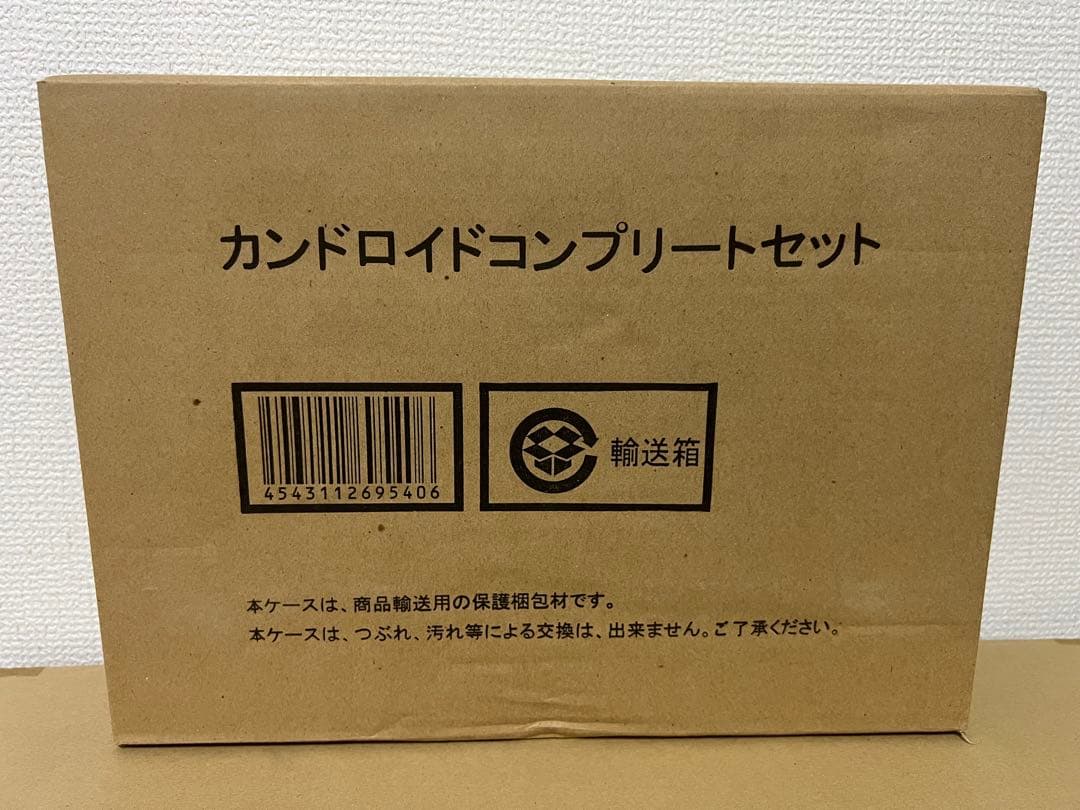 カンドロイドコンプリートセット
4543112695406
輸送箱
本ケースは、商品輸送用の保護梱包材です。
本ケースは、つぶれ、汚れ等による交換は、出来ません。ご了承ください。